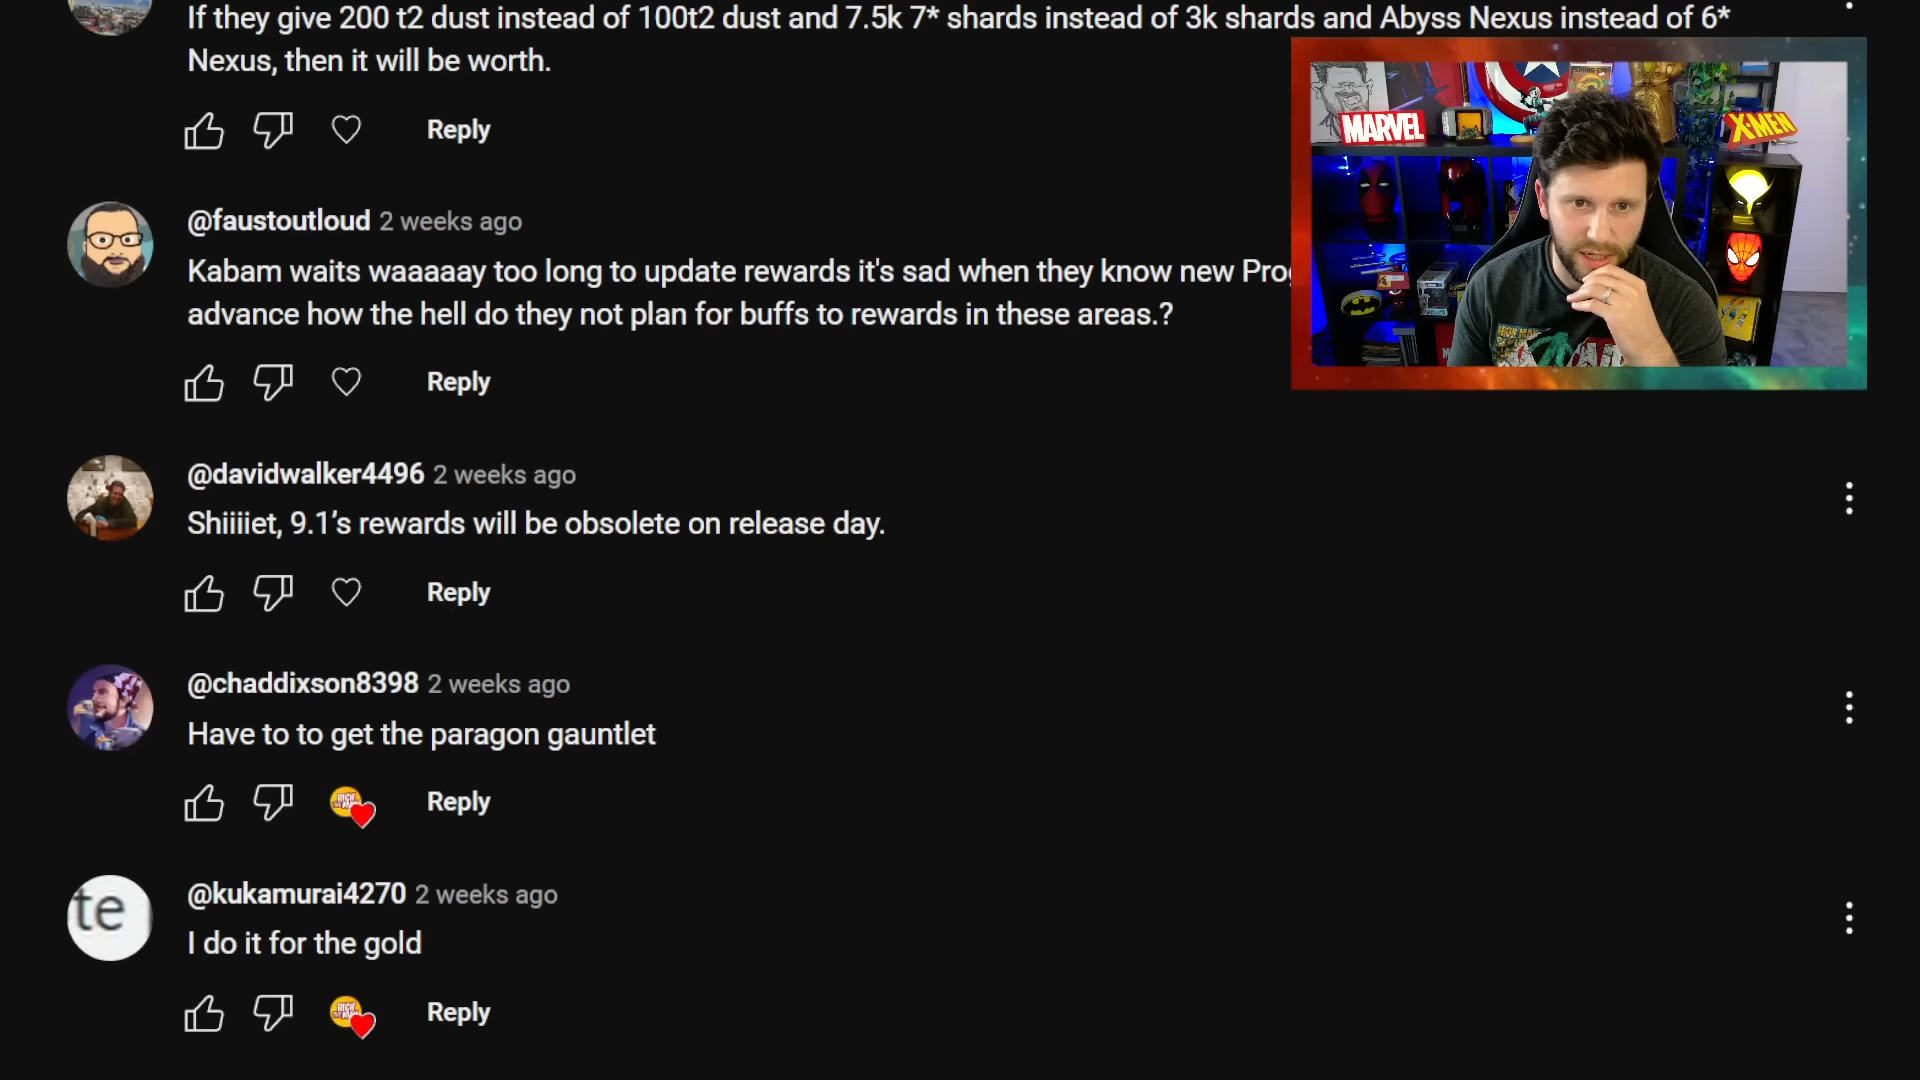 If they give 200 t2 dust instead of 100t2 dust and 7.5k 7* shards instead of 3k shards and Abyss Nexus instead of 6*
Nexus, then it will be worth.
Reply
@faustoutloud 2 weeks ago
Kabam waits waaaaay too long to update rewards it's sad when they know new Prog
advance how the hell do they not plan for buffs to rewards in these areas.?
Reply
MARVEL
X-MEN
@davidwalker4496 2 weeks ago
Shiiiiet, 9.1’s rewards will be obsolete on release day.
Reply
@chaddixson8398 2 weeks ago
Have to to get the paragon gauntlet
RICH
Reply
te
@kukamurai4270 2 weeks ago
I do it for the gold
RICH
Reply